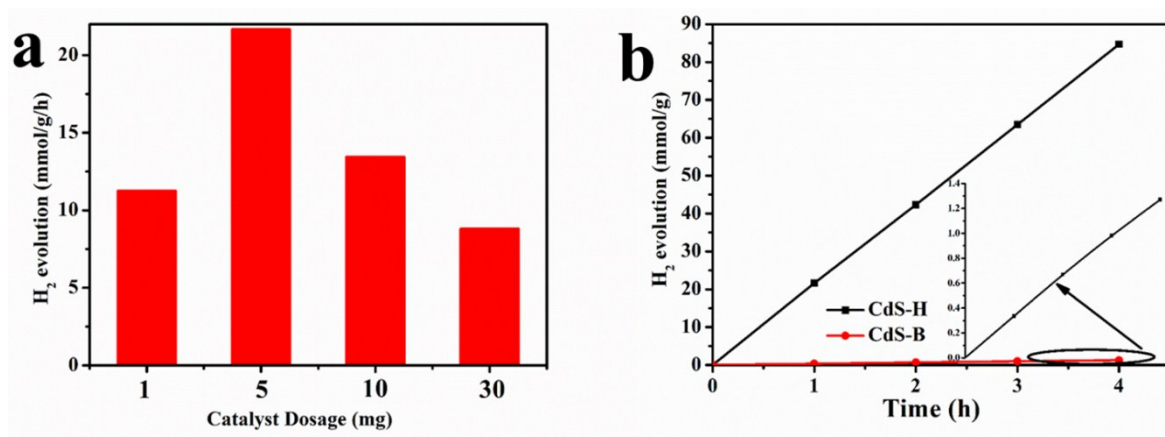 a
H2 evolution (mmol/g/h)
20
15
10
5
0
1 5 10 30
Catalyst Dosage (mg)
b
H2 evolution (mmol/g)
90
80
70
60
50
40
30
20
10
0
0 1 2 3 4
Time (h)
CdS-H
CdS-B
1.4
1.2
1.0
0.8
0.6
0.4
0.2
0.0